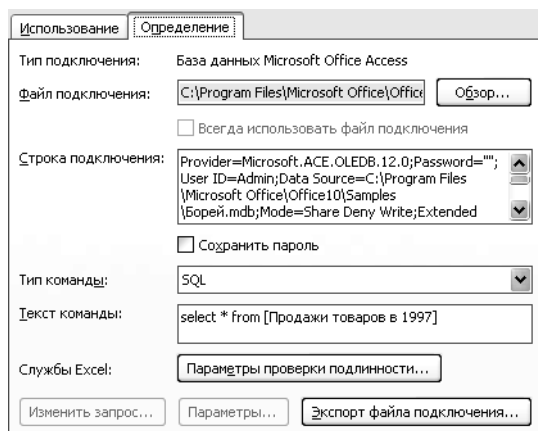 Использование Определение
Тип подключения: База данных Microsoft Office Access
Файл подключения: C:\Program Files\Microsoft Office\Office Обзор...
Всегда использовать файл подключения
Строка подключения: Provider=Microsoft.ACE.OLEDB.12.0;Password="";
User ID=Admin;Data Source=C:\Program Files
\Microsoft Office\Office10\Samples
\Борей.mdb;Mode=Share Deny Write;Extended
Сохранить пароль
Тип команды: SQL
Текст команды: select * from [Продажи товаров в 1997]
Службы Excel: Параметры проверки подлинности...
Изменить запрос... Параметры... Экспорт файла подключения...